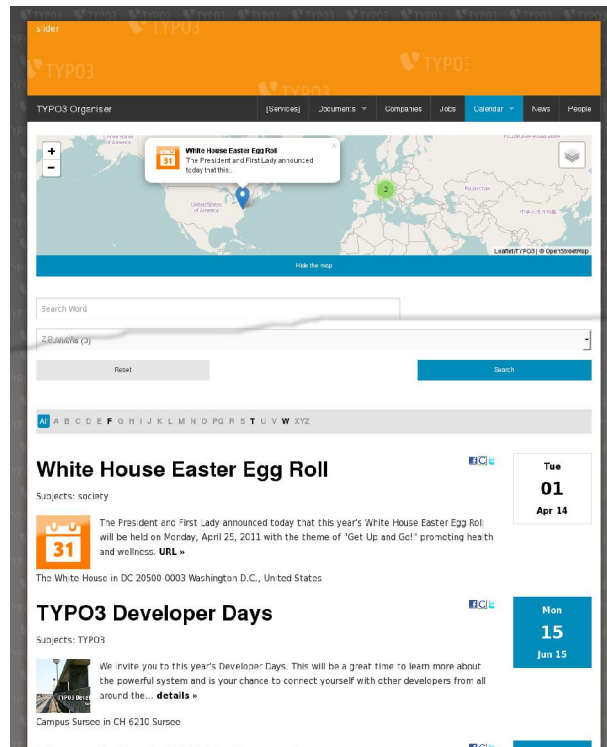 slider
TYPO3
TYPO3
TYPO3
TYPO3
TYPO3 Organiser
[Services] Documents Companies Jobs Calendar News People
+
−
31
White House Easter Egg Roll
The President and First Lady announced
today that this..
×
United States
of America
2
Казахстан
Leaflet/TYPO3 | © OpenStreetMap
Hide the map
Search Word
(3)
Reset Search
All A B C D E F G H I J K L M N O PQ R S T U V W XYZ
White House Easter Egg Roll
Tue
01
Apr 14
Subjects: society
31
The President and First Lady announced today that this year's White House Easter Egg Roll
will be held on Monday, April 25, 2011 with the theme of "Get Up and Go!" promoting health
and wellness. URL »
The White House in DC 20500-0003 Washington D.C., United States
TYPO3 Developer Days
Mon
15
Jun 15
Subjects: TYPO3
We invite you to this year's Developer Days. This will be a great time to learn more about
the powerful system and is your chance to connect yourself with other developers from all
around the... details »
Campus Sursee in CH 6210 Sursee